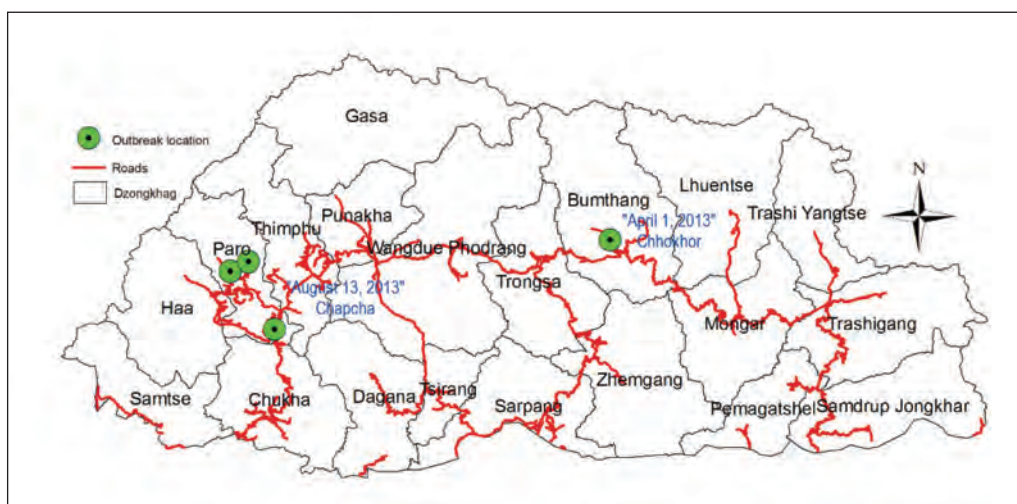 Gasa
Outbreak location
Roads
Dzongkhag
N
Lhuentse
Bumthang
Trashi Yangtse
"April 1, 2013"
Chhokhor
Punakha
Thimphu
Wangdue Phodrang
Paro
Trongsa
"August 13, 2013"
Chapcha
Haa
Mongar
Trashigang
Zhemgang
Samtse
Chukha
Dagana
Tsirang
Sarpang
Pemagatshel
Samdrup Jongkhar